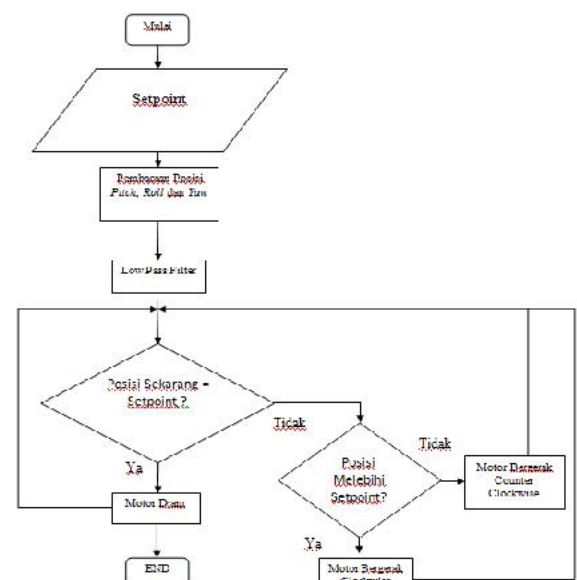 Mulai
Setpoint
Pembacaan Posisi
Pitch, Roll dan Yaw
Low Pass Filter
Posisi Sekarang =
Setpoint ?
Tidak
Ya
Motor Diam
END
Posisi
Melebihi
Setpoint?
Tidak
Motor Bergerak
Counter
Clockwise
Ya
Motor Bergerak
Clockwise